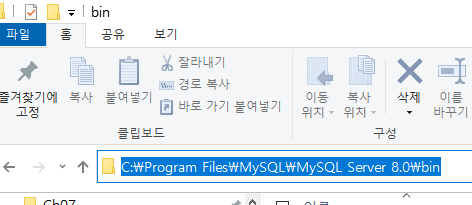 bin
파일 홈 공유 보기
잘라내기
경로 복사
바로 가기 붙여넣기
즐겨찾기에 고정
복사
붙여넣기
이동 위치
복사 위치
삭제
이름 바꾸기
클립보드
구성
C:₩Program Files₩MySQL₩MySQL Server 8.0₩bin
Ch07